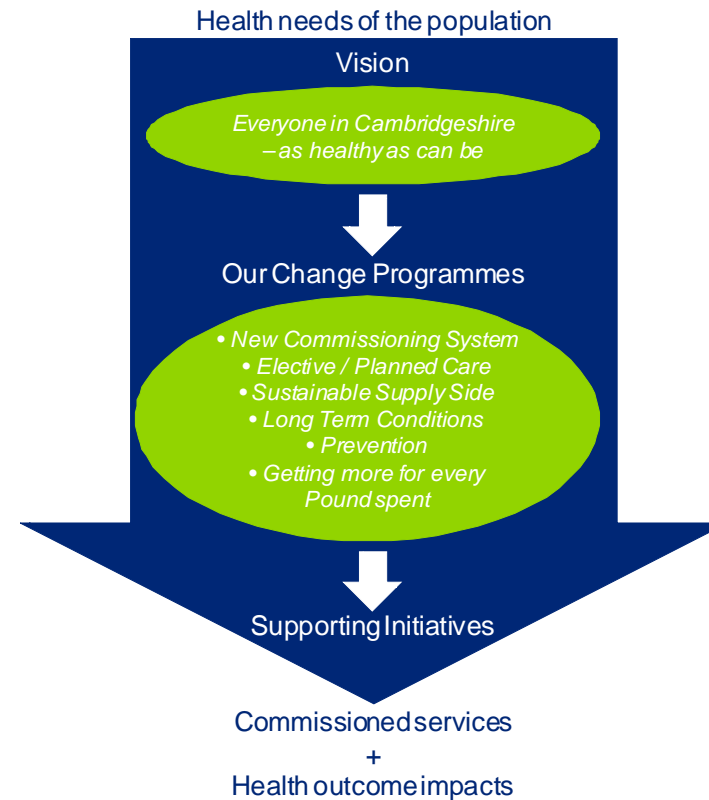 Health needs of the population
Vision
Everyone in Cambridgeshire
– as healthy as can be
Our Change Programmes
• New Commissioning System
• Elective / Planned Care
• Sustainable Supply Side
• Long Term Conditions
• Prevention
• Getting more for every
Pound spent
Supporting Initiatives
Commissioned services
+
Health outcome impacts